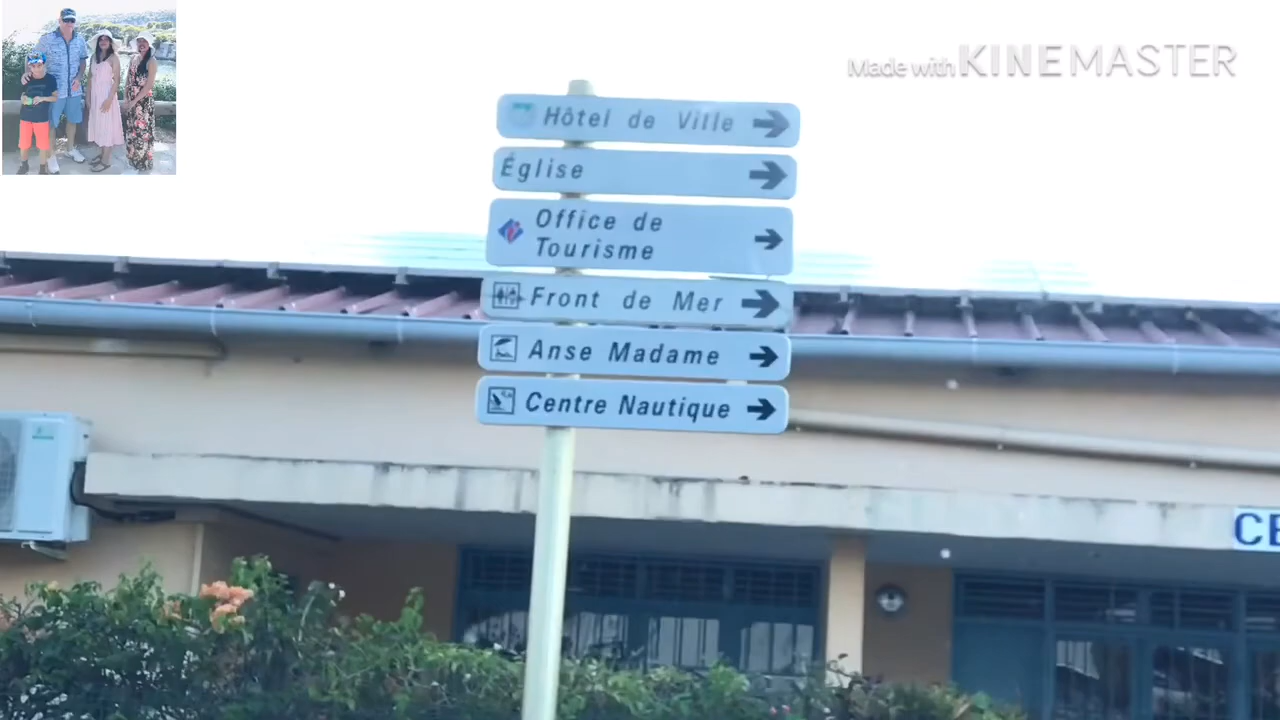 Made with KINEMASTER
Hôtel de Ville
Église
Office de
Tourisme
Front de Mer
Anse Madame
Centre Nautique
CE